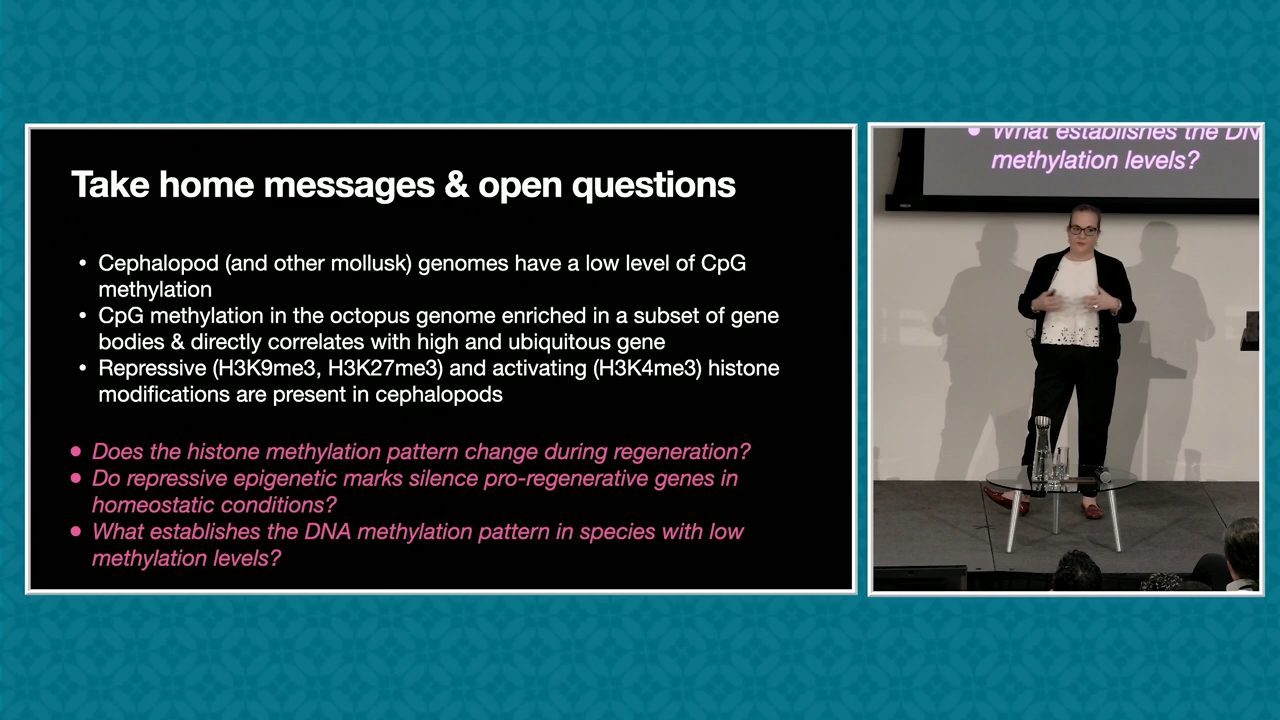 Take home messages & open questions
• Cephalopod (and other mollusk) genomes have a low level of CpG
methylation
• CpG methylation in the octopus genome enriched in a subset of gene
bodies & directly correlates with high and ubiquitous gene
• Repressive (H3K9me3, H3K27me3) and activating (H3K4me3) histone
modifications are present in cephalopods
• Does the histone methylation pattern change during regeneration?
• Do repressive epigenetic marks silence pro-regenerative genes in
homeostatic conditions?
• What establishes the DNA methylation pattern in species with low
methylation levels?
• What establishes the DN
methylation levels?